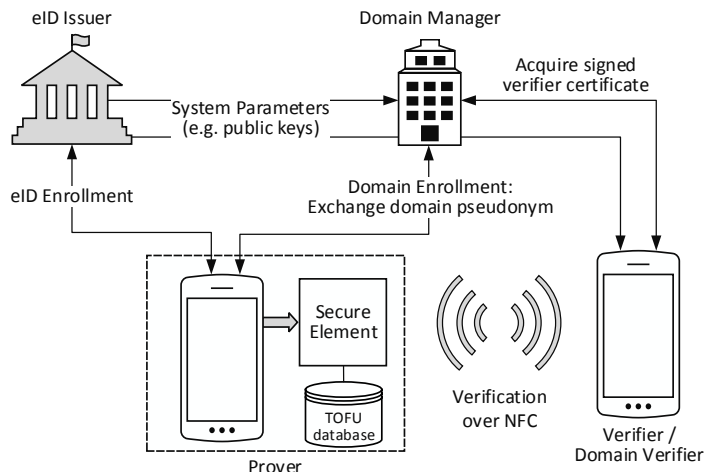 eID Issuer
Domain Manager
Acquire signed
verifier certificate
System Parameters
(e.g. public keys)
eID Enrollment
Domain Enrollment:
Exchange domain pseudonym
Secure
Element
TOFU
database
Prover
Verification
over NFC
Verifier /
Domain Verifier